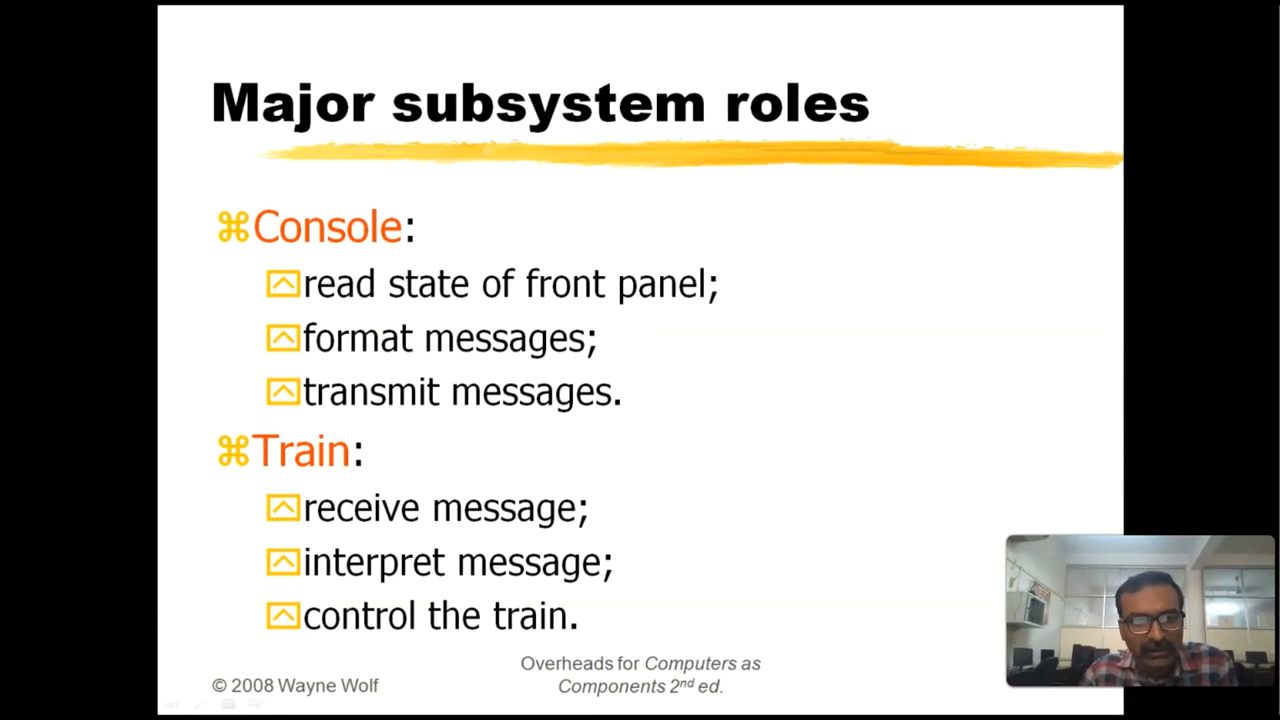 Major subsystem roles
Console:
read state of front panel;
format messages;
transmit messages.
Train:
receive message;
interpret message;
control the train.
© 2008 Wayne Wolf
Overheads for Computers as
Components 2nd ed.